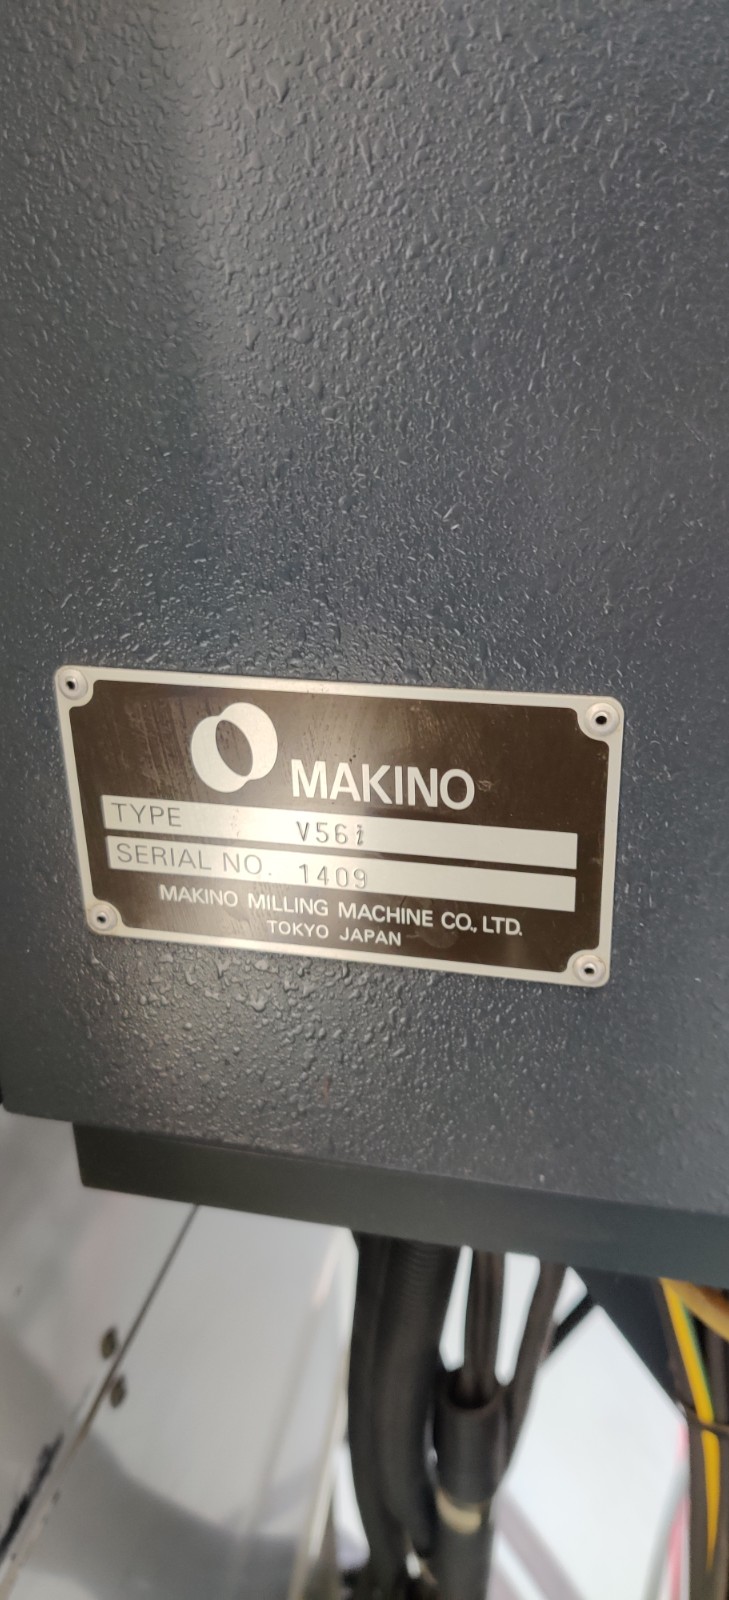 MAKINO
TYPE V56i
SERIAL NO. 1409
MAKINO MILLING MACHINE CO., LTD.
TOKYO JAPAN